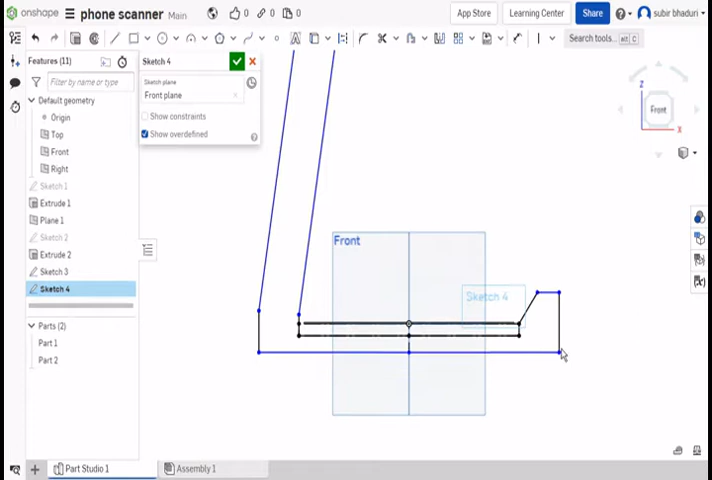 onshape phone scanner Main 0 0 0 App Store Learning Center Share subir bhaduri
Search tools... alt C
Features (11)
Filter by name or type
Default geometry
Origin
Top
Front
Right
Sketch 1
Extrude 1
Plane 1
Sketch 2
Extrude 2
Sketch 3
Sketch 4
Parts (2)
Part 1
Part 2
Sketch 4
Sketch plane
Front plane
Show constraints
Show overdefined
Front
Sketch 4
Z
Front
X
Part Studio 1
Assembly 1